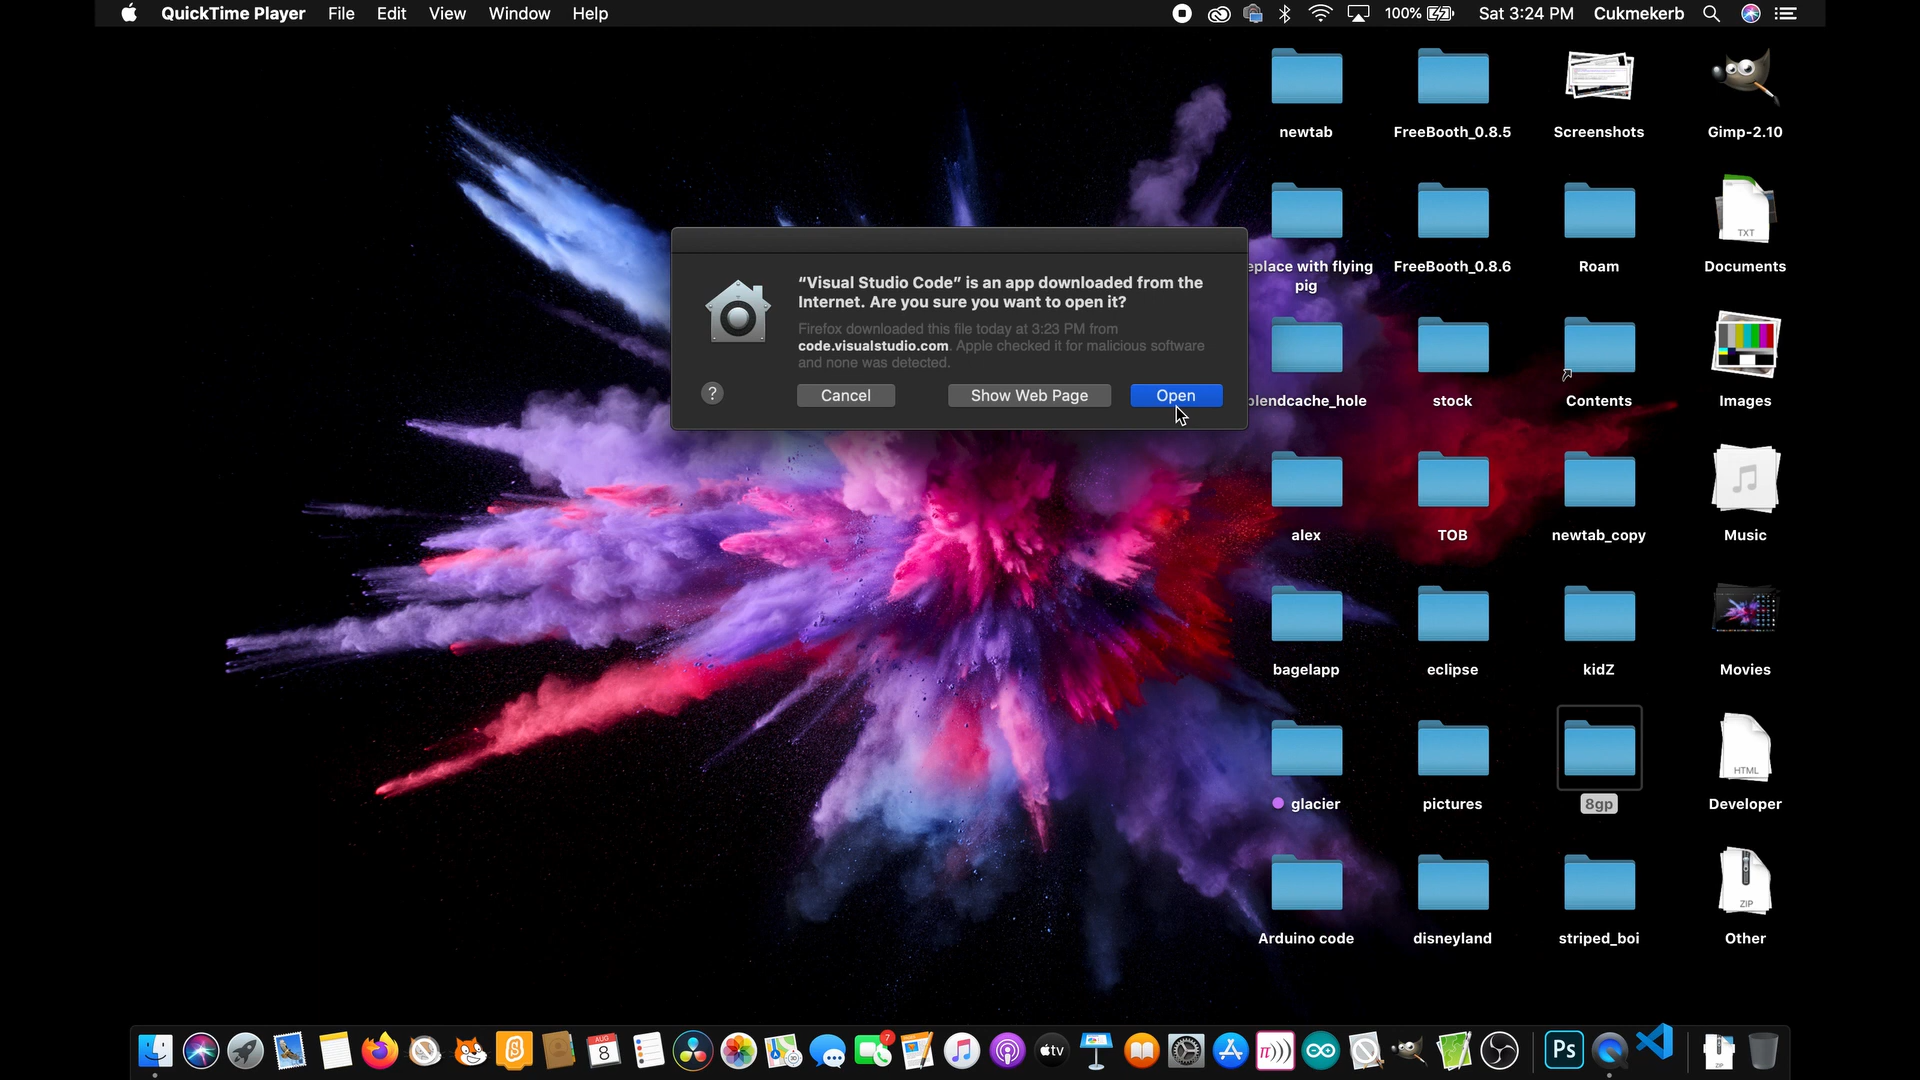 QuickTime Player File Edit View Window Help 100% Sat 3:24 PM Cukmekerb
newtab FreeBooth_0.8.5 Screenshots Gimp-2.10
“Visual Studio Code” is an app downloaded from the
Internet. Are you sure you want to open it?
Firefox downloaded this file today at 3:23 PM from
code.visualstudio.com. Apple checked it for malicious software
and none was detected.
? Cancel Show Web Page Open
TXT
eplace with flying FreeBooth_0.8.6 Roam Documents
pig
lendcache_hole stock Contents Images
alex TOB newtab_copy Music
bagelapp eclipse kidZ Movies
HTML
glacier pictures 8gp Developer
ZIP
Arduino code disneyland striped_boi Other
AUG
8
7
tv
Ps
ZIP